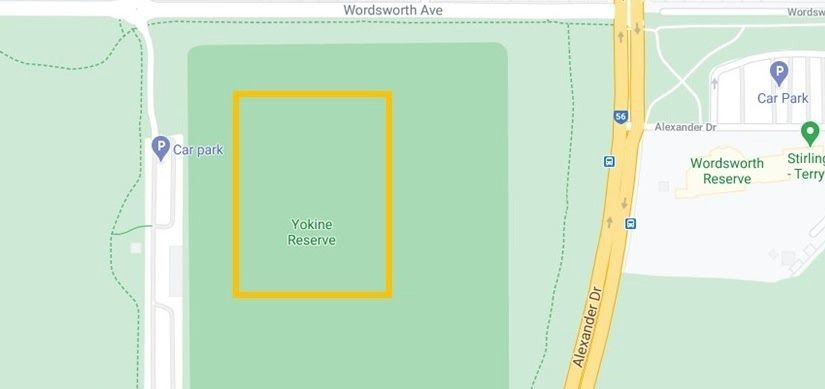 Wordsworth Ave
Wordsw
P
Car Park
56
Alexander Dr
P
Car park
Wordsworth
Reserve
Stirling
- Terry
Yokine
Reserve
Alexander Dr